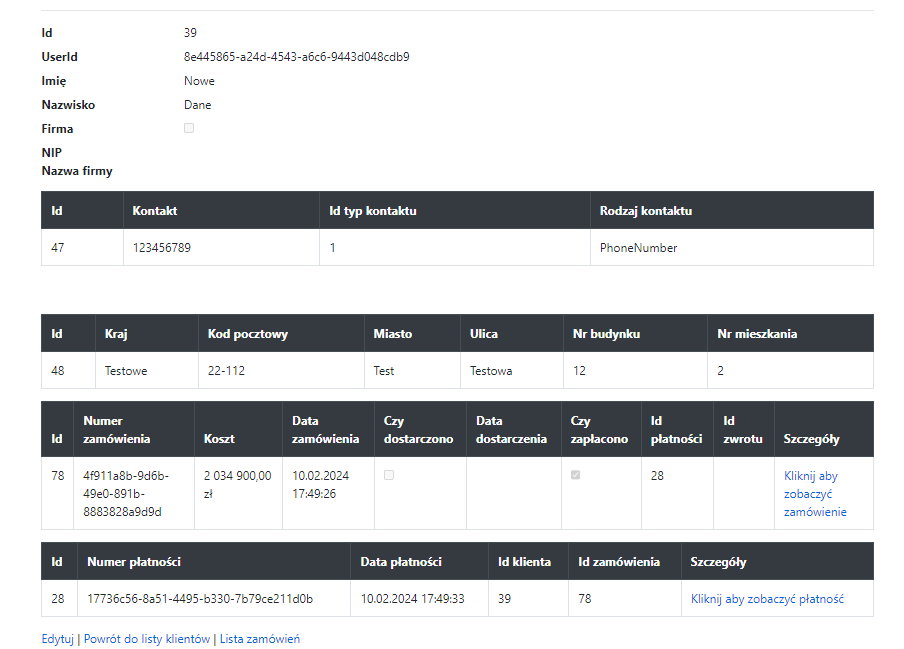 Id 39
UserId 8e445865-a24d-4543-a6c6-9443d048cdb9
Imię Nowe
Nazwisko Dane
Firma
NIP
Nazwa firmy
Id Kontakt Id typ kontaktu Rodzaj kontaktu
47 123456789 1 PhoneNumber
Id Kraj Kod pocztowy Miasto Ulica Nr budynku Nr mieszkania
48 Testowe 22-112 Test Testowa 12 2
Numer Data Czy Data Czy Id Id
Id zamówienia Koszt zamówienia dostarczono dostarczenia zapłacono płatności zwrotu Szczegóły
78 4f911a8b-9d6b- 2 034 900,00 10.02.2024 28 Kliknij aby
49e0-891b- zł 17:49:26 zobaczyć
8883828a9d9d zamówienie
Id Numer płatności Data płatności Id klienta Id zamówienia Szczegóły
28 17736c56-8a51-4495-b330-7b79ce211d0b 10.02.2024 17:49:33 39 78 Kliknij aby zobaczyć płatność
Edytuj | Powrót do listy klientów | Lista zamówień